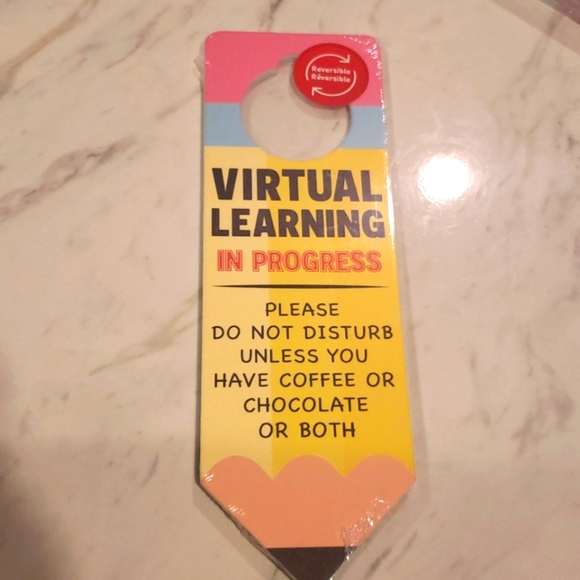 Reversible
Réversible
VIRTUAL
LEARNING
IN PROGRESS
PLEASE
DO NOT DISTURB
UNLESS YOU
HAVE COFFEE OR
CHOCOLATE
OR BOTH